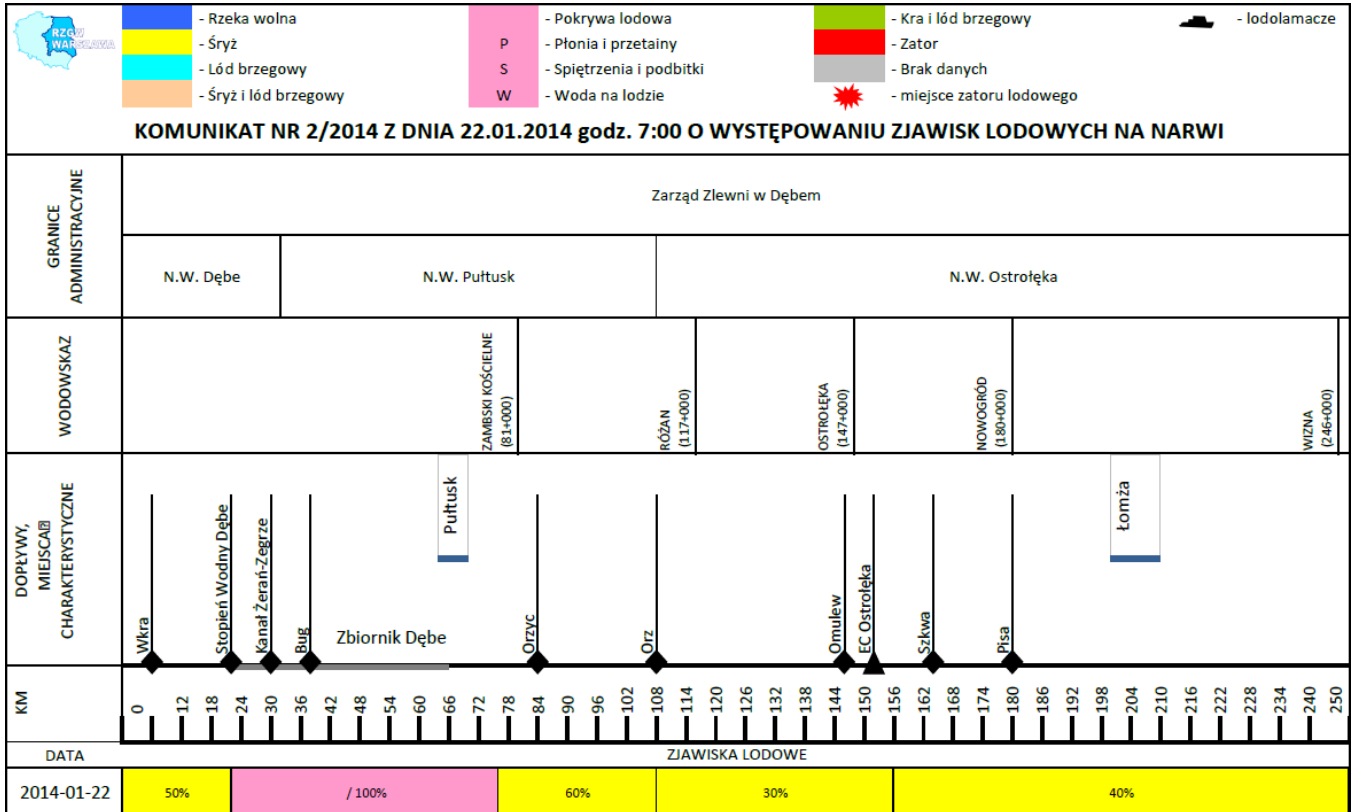 RZGW
WARSZAWA
- Rzeka wolna
- Śryż
- Lód brzegowy
- Śryż i lód brzegowy
- Pokrywa lodowa
P - Płonia i przetainy
S - Spiętrzenia i podbitki
W - Woda na lodzie
- Kra i lód brzegowy
- Zator
- Brak danych
- miejsce zatoru lodowego
- lodolamacze
KOMUNIKAT NR 2/2014 Z DNIA 22.01.2014 godz. 7:00 O WYSTĘPOWANIU ZJAWISK LODOWYCH NA NARWI
GRANICE
ADMINISTRACYJNE
Zarząd Zlewni w Dębem
N.W. Dębe
N.W. Pułtusk
N.W. Ostrołęka
WODOWSKAZ
ZAMBSKI KOŚCIELNE
(81+000)
RÓŻAN
(117+000)
OSTROŁĘKA
(147+000)
NOWOGRÓD
(180+000)
WIZNA
(246+000)
DOPŁYWY,
MIEJSCA
CHARAKTERYSTYCZNE
Wkra
Stopień Wodny Dębe
Kanał Żerań-Zegrze
Bug
Zbiornik Dębe
Pułtusk
Orzyc
Orz
Omulew
EC Ostrołęka
Szkwa
Pisa
Łomża
KM
0 12 18 24 30 36 42 48 54 60 66 72 78 84 90 96 102 108 114 120 126 132 138 144 150 156 162 168 174 180 186 192 198 204 210 216 222 228 234 240 250
DATA
ZJAWISKA LODOWE
2014-01-22 50% / 100% 60% 30% 40%